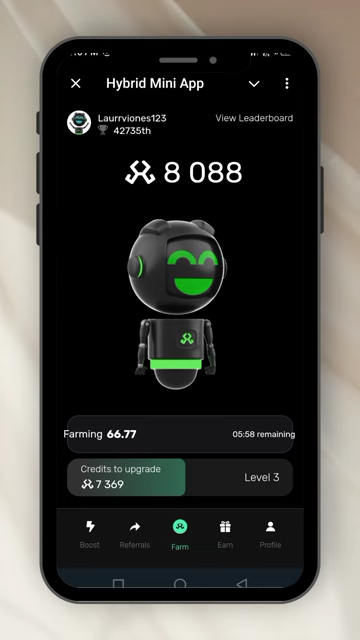 Hybrid Mini App
Laurrviones123
View Leaderboard
42735th
8 088
Farming 66.77
05:58 remaining
Credits to upgrade
7 369
Level 3
Boost
Referrals
Farm
Earn
Profile